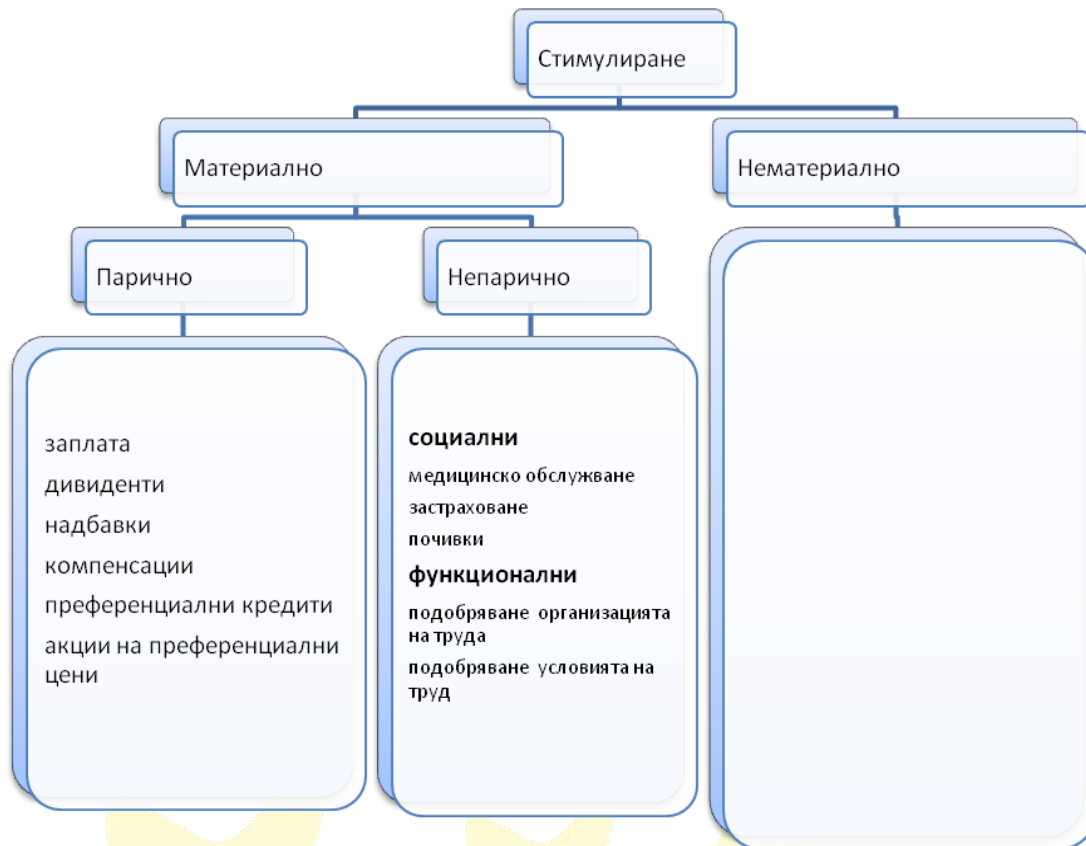 Стимулиране
Материално
Нематериално
Парично
Непарично
заплата
дивиденти
надбавки
компенсации
преференциални кредити
акции на преференциални
цени
социални
медицинско обслужване
застраховане
почивки
функционални
подобряване организацията
на труда
подобряване условията на
труд